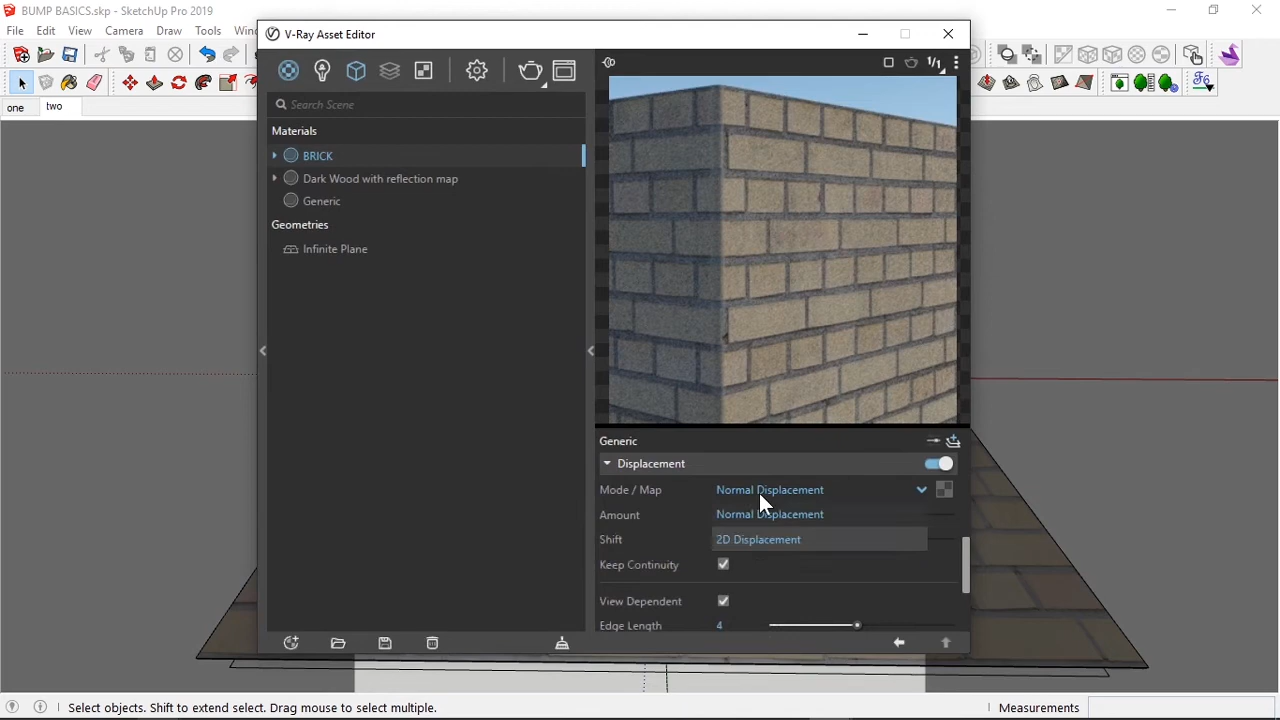 BUMP BASICS.skp - SketchUp Pro 2019
File Edit View Camera Draw Tools
V-Ray Asset Editor
one two
Search Scene
Materials
BRICK
Dark Wood with reflection map
Generic
Geometries
Infinite Plane
1/1
Generic
Displacement
Mode / Map Normal Displacement
Amount Normal Displacement
Shift 2D Displacement
Keep Continuity
View Dependent
Edge Length 4
Select objects. Shift to extend select. Drag mouse to select multiple.
Measurements